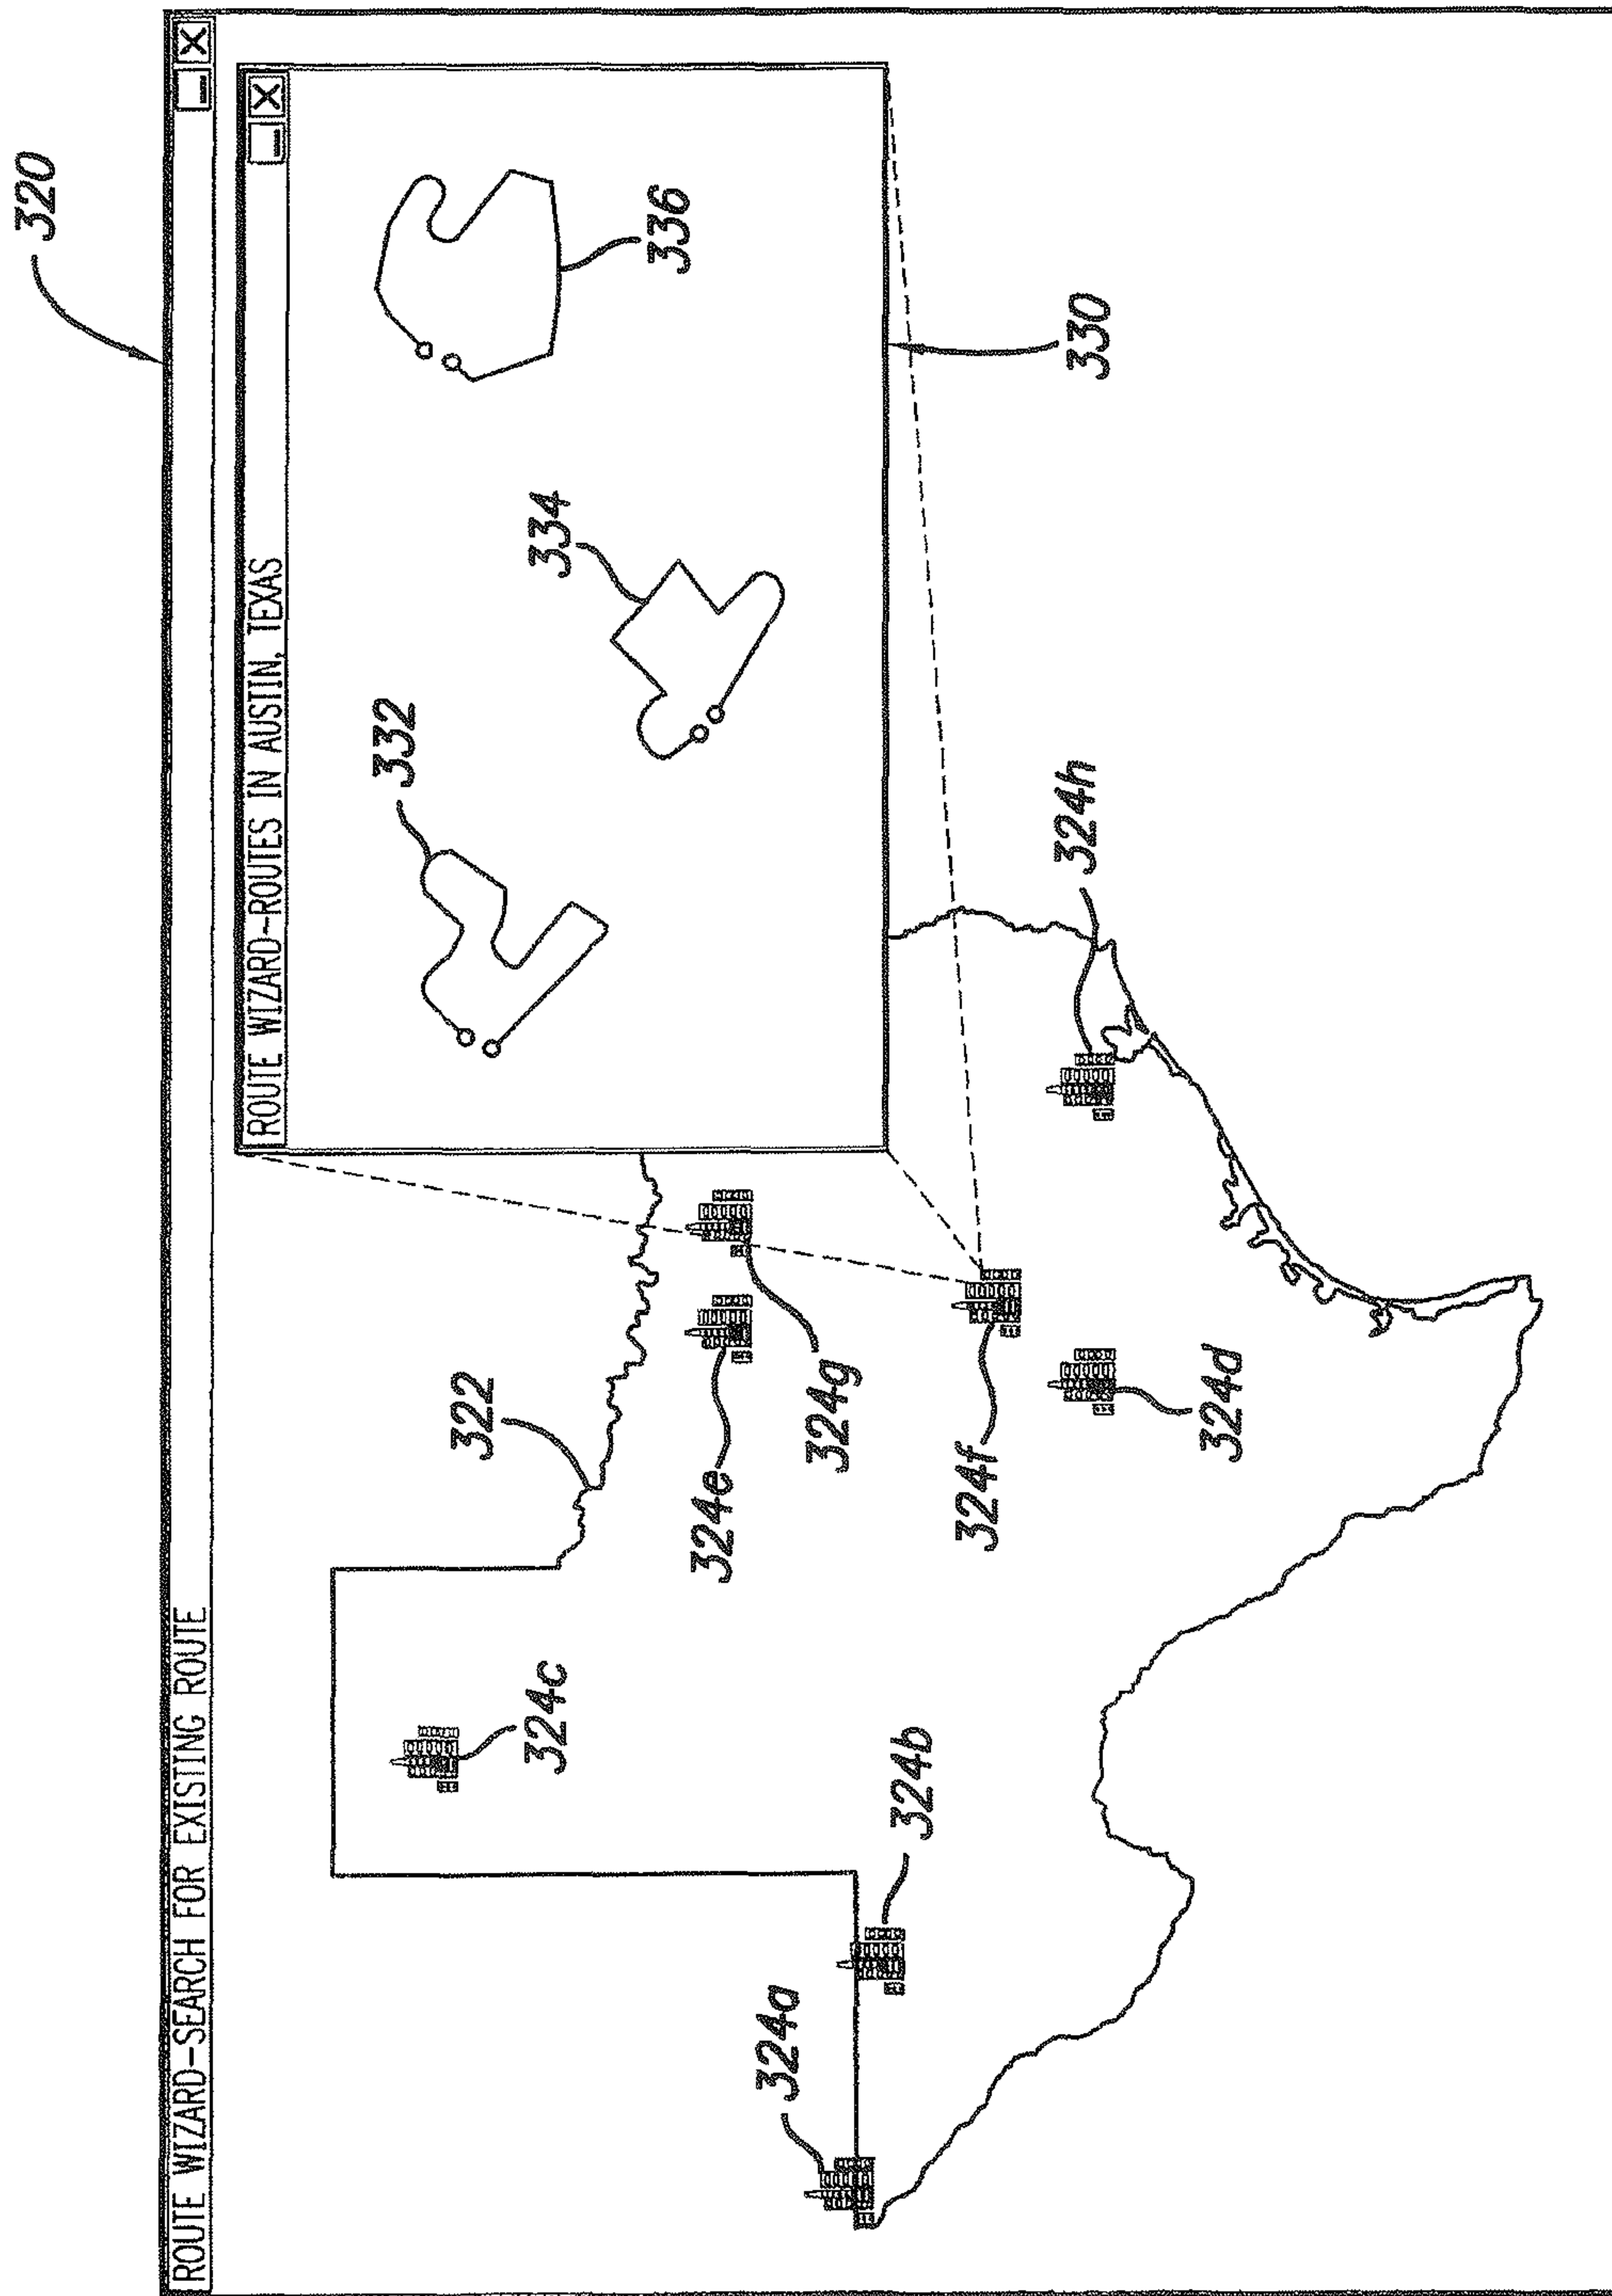 320
ROUTE WIZARD-SEARCH FOR EXISTING ROUTE
ROUTE WIZARD-ROUTES IN AUSTIN, TEXAS
332
334
336
330
322
324c
324e
324g
324a
324b
324f
324h
324d